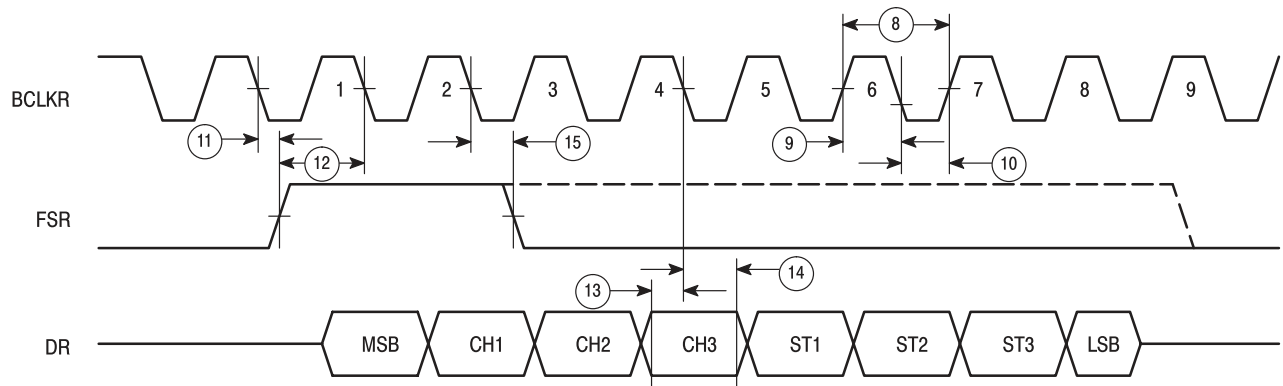 8
BCLKR 1 2 3 4 5 6 7 8 9
11 15 9 10
12
FSR
13 14
DR MSB CH1 CH2 CH3 ST1 ST2 ST3 LSB